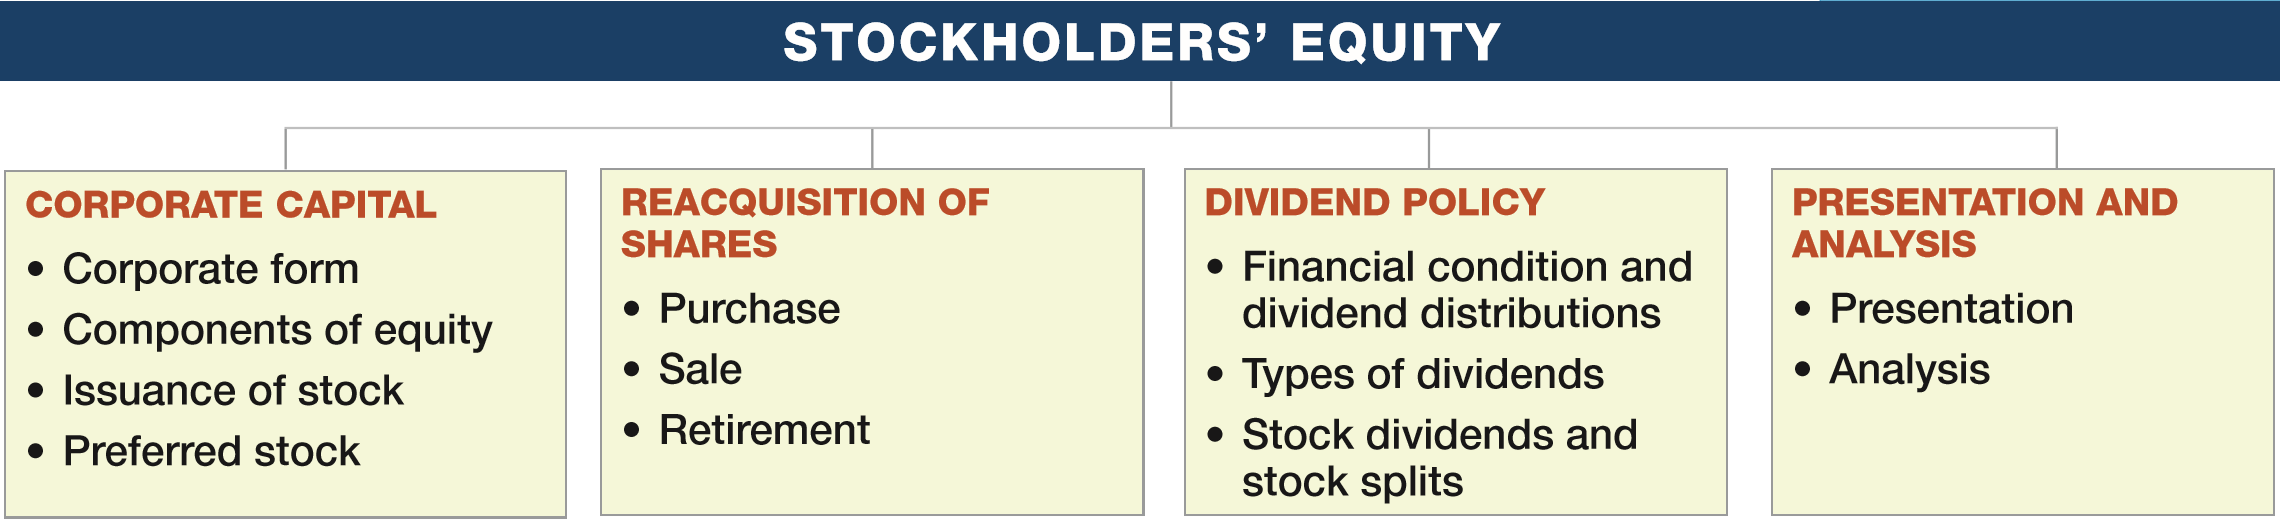 STOCKHOLDERS’ EQUITY
CORPORATE CAPITAL
• Corporate form
• Components of equity
• Issuance of stock
• Preferred stock
REACQUISITION OF
SHARES
• Purchase
• Sale
• Retirement
DIVIDEND POLICY
• Financial condition and
dividend distributions
• Types of dividends
• Stock dividends and
stock splits
PRESENTATION AND
ANALYSIS
• Presentation
• Analysis